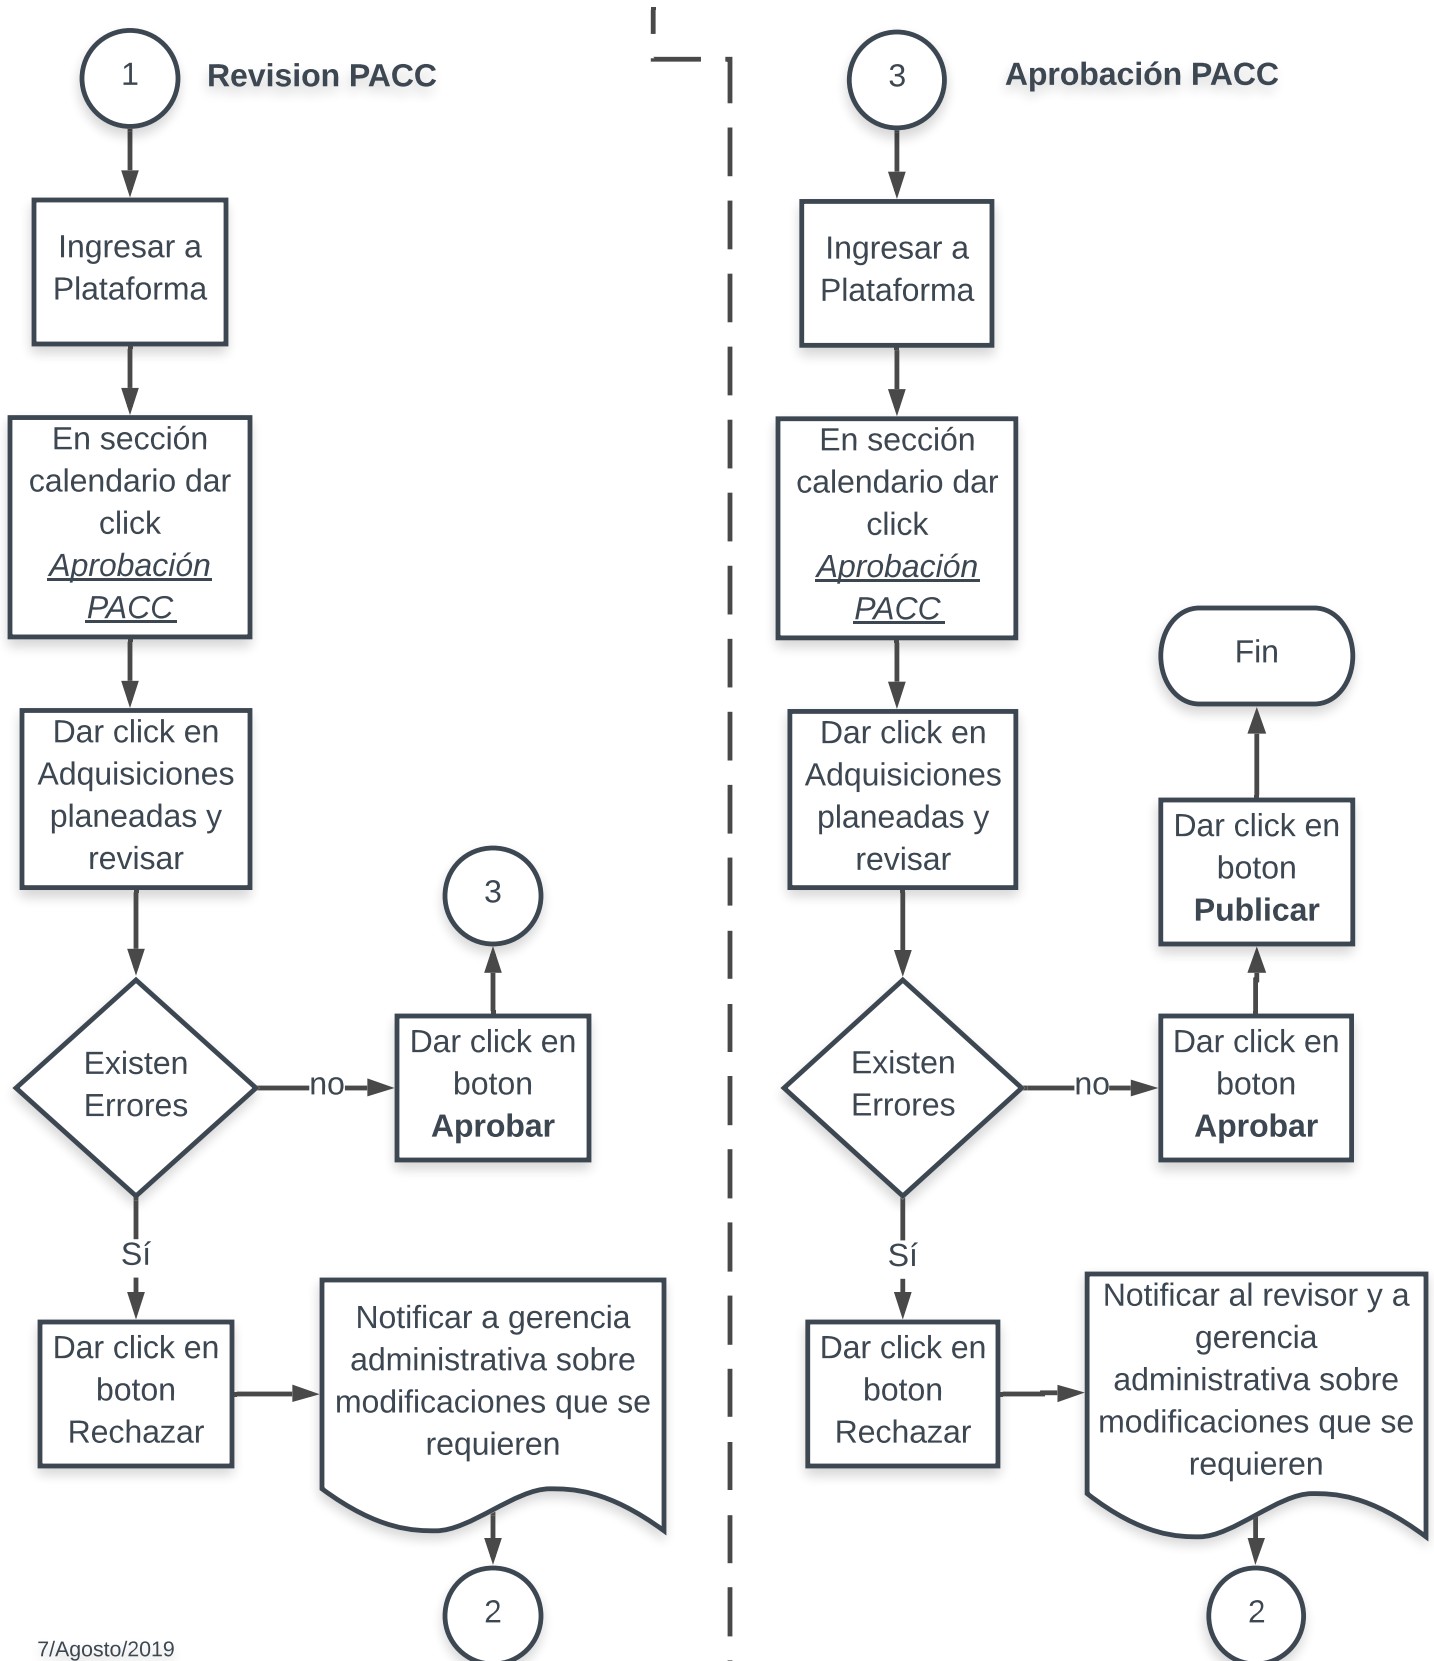 1
Revision PACC
Ingresar a
Plataforma
En sección
calendario dar
click
Aprobación
PACC
Dar click en
Adquisiciones
planeadas y
revisar
3
Existen
Errores
no
Dar click en
boton
Aprobar
Sí
Dar click en
boton
Rechazar
Notificar a gerencia
administrativa sobre
modificaciones que se
requieren
2
7/Agosto/2019
3
Aprobación PACC
Ingresar a
Plataforma
En sección
calendario dar
click
Aprobación
PACC
Dar click en
Adquisiciones
planeadas y
revisar
Fin
Dar click en
boton
Publicar
Existen
Errores
no
Dar click en
boton
Aprobar
Sí
Dar click en
boton
Rechazar
Notificar al revisor y a
gerencia
administrativa sobre
modificaciones que se
requieren
2